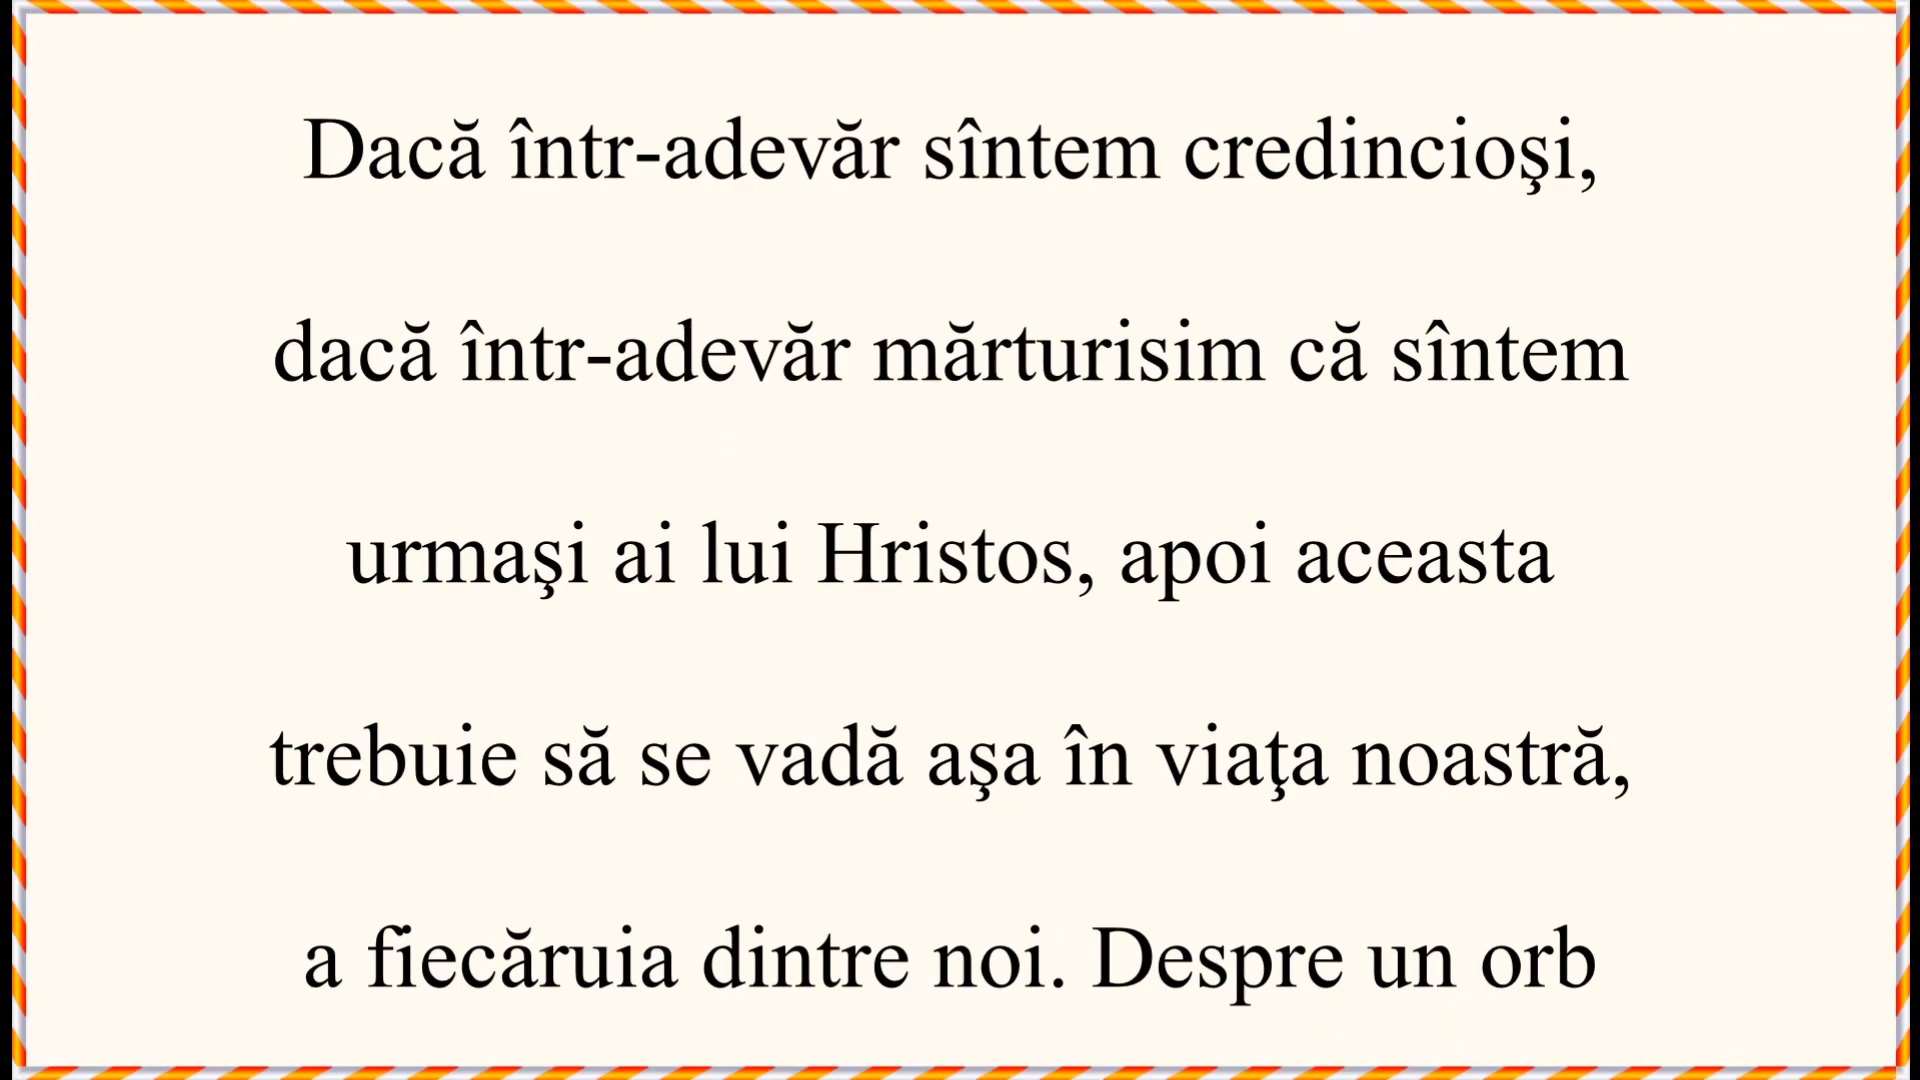 Dacă într-adevăr sîntem credincioşi,
dacă într-adevăr mărturisim că sîntem
urmaşi ai lui Hristos, apoi aceasta
trebuie să se vadă aşa în viaţa noastră,
a fiecăruia dintre noi. Despre un orb